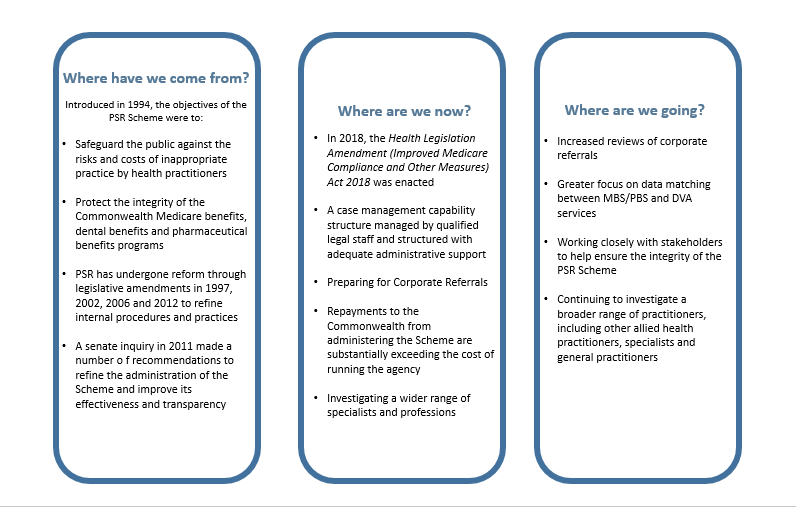 Where have we come from?
Introduced in 1994, the objectives of the
PSR Scheme were to:
• Safeguard the public against the
risks and costs of inappropriate
practice by health practitioners
• Protect the integrity of the
Commonwealth Medicare benefits,
dental benefits and pharmaceutical
benefits programs
• PSR has undergone reform through
legislative amendments in 1997,
2002, 2006 and 2012 to refine
internal procedures and practices
• A senate inquiry in 2011 made a
number o f recommendations to
refine the administration of the
Scheme and improve its
effectiveness and transparency
Where are we now?
• In 2018, the Health Legislation
Amendment (Improved Medicare
Compliance and Other Measures)
Act 2018 was enacted
• A case management capability
structure managed by qualified
legal staff and structured with
adequate administrative support
• Preparing for Corporate Referrals
• Repayments to the
Commonwealth from
administering the Scheme are
substantially exceeding the cost of
running the agency
• Investigating a wider range of
specialists and professions
Where are we going?
• Increased reviews of corporate
referrals
• Greater focus on data matching
between MBS/PBS and DVA
services
• Working closely with stakeholders
to help ensure the integrity of the
PSR Scheme
• Continuing to investigate a
broader range of practitioners,
including other allied health
practitioners, specialists and
general practitioners